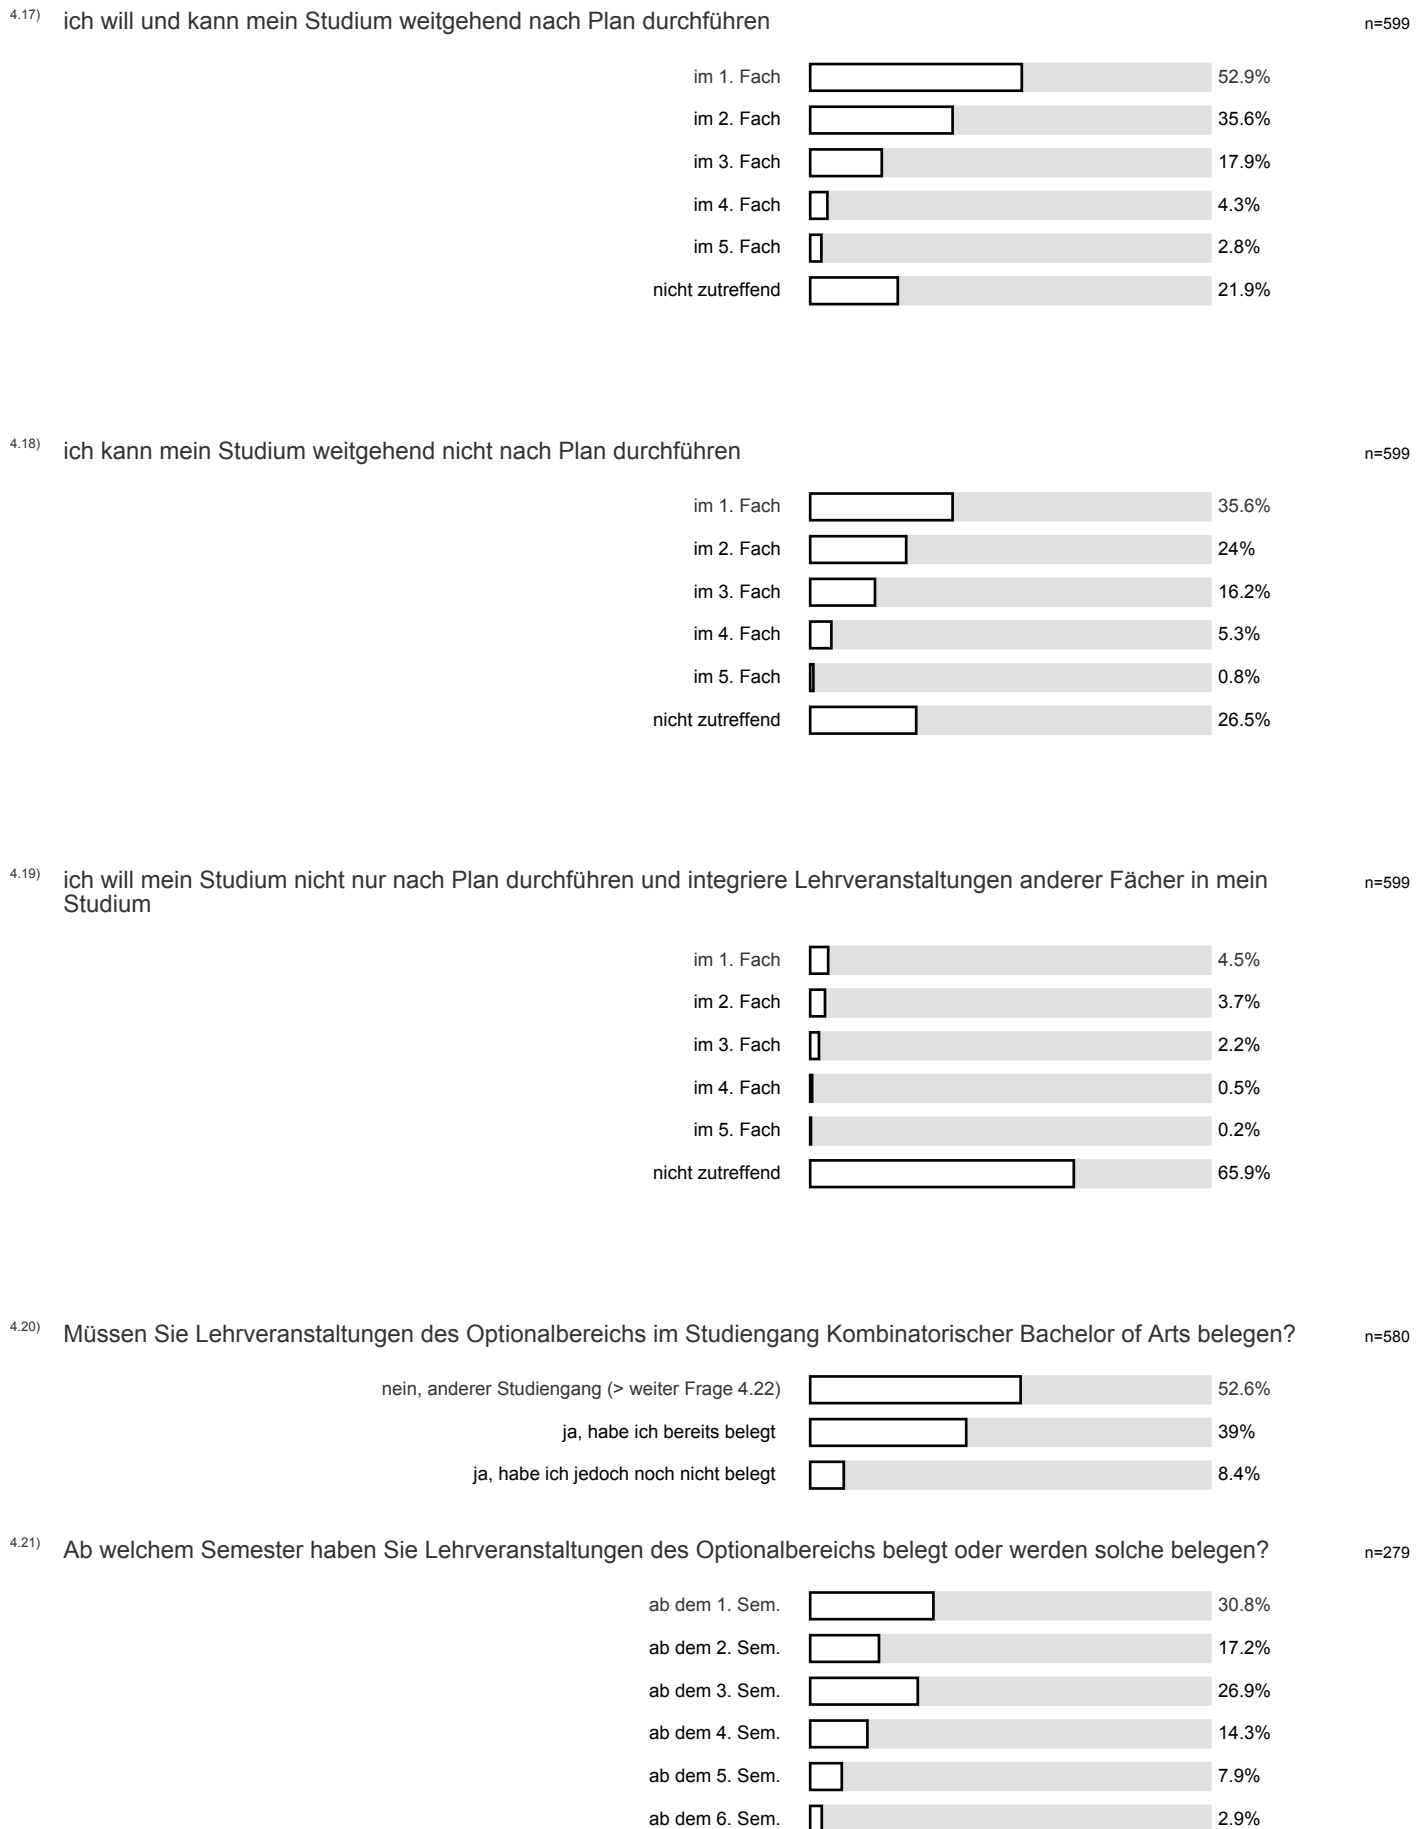 4.17) ich will und kann mein Studium weitgehend nach Plan durchführen n=599
im 1. Fach 52.9%
im 2. Fach 35.6%
im 3. Fach 17.9%
im 4. Fach 4.3%
im 5. Fach 2.8%
nicht zutreffend 21.9%
4.18) ich kann mein Studium weitgehend nicht nach Plan durchführen n=599
im 1. Fach 35.6%
im 2. Fach 24%
im 3. Fach 16.2%
im 4. Fach 5.3%
im 5. Fach 0.8%
nicht zutreffend 26.5%
4.19) ich will mein Studium nicht nur nach Plan durchführen und integriere Lehrveranstaltungen anderer Fächer in mein n=599
Studium
im 1. Fach 4.5%
im 2. Fach 3.7%
im 3. Fach 2.2%
im 4. Fach 0.5%
im 5. Fach 0.2%
nicht zutreffend 65.9%
4.20) Müssen Sie Lehrveranstaltungen des Optionalbereichs im Studiengang Kombinatorischer Bachelor of Arts belegen? n=580
nein, anderer Studiengang (> weiter Frage 4.22) 52.6%
ja, habe ich bereits belegt 39%
ja, habe ich jedoch noch nicht belegt 8.4%
4.21) Ab welchem Semester haben Sie Lehrveranstaltungen des Optionalbereichs belegt oder werden solche belegen? n=279
ab dem 1. Sem. 30.8%
ab dem 2. Sem. 17.2%
ab dem 3. Sem. 26.9%
ab dem 4. Sem. 14.3%
ab dem 5. Sem. 7.9%
ab dem 6. Sem. 2.9%